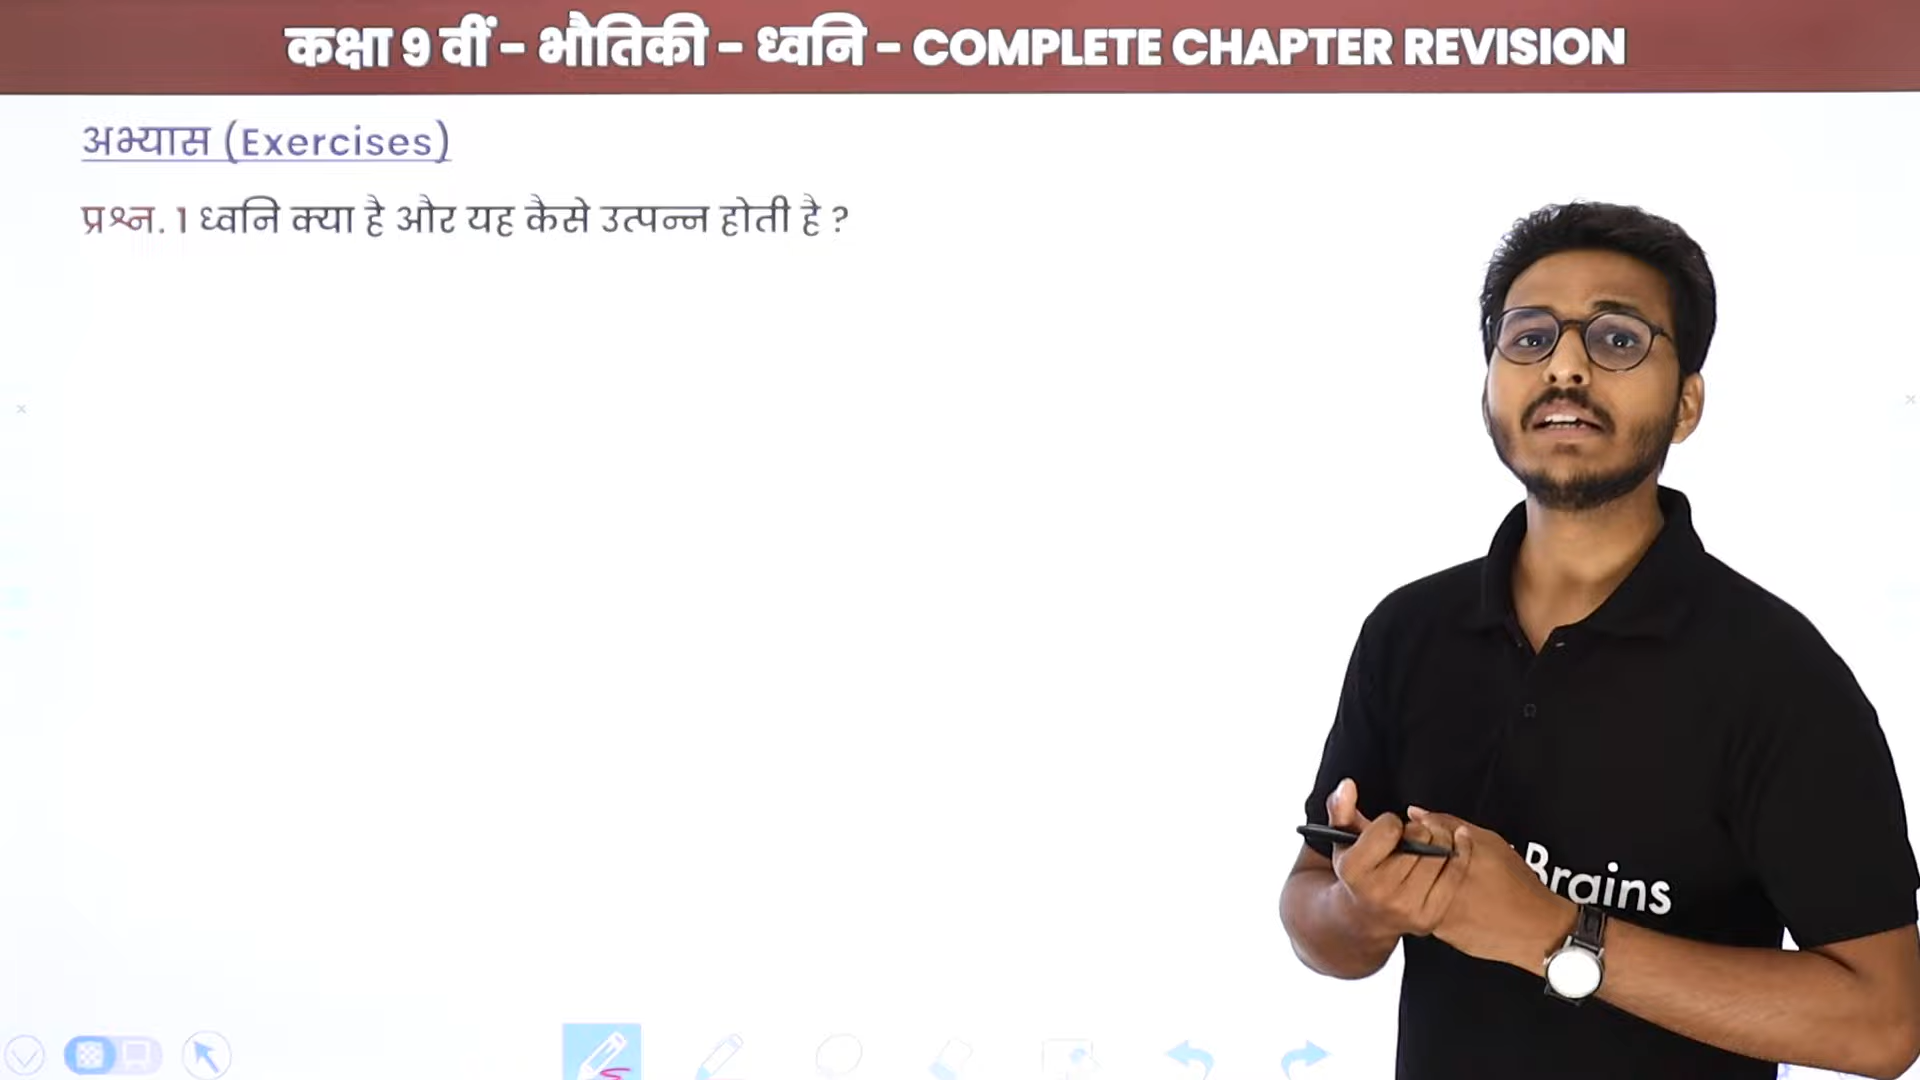 कक्षा 9 वीं - भौतिकी - ध्वनि - COMPLETE CHAPTER REVISION
अभ्यास (Exercises)
प्रश्न. 1 ध्वनि क्या है और यह कैसे उत्पन्न होती है ?
Brains